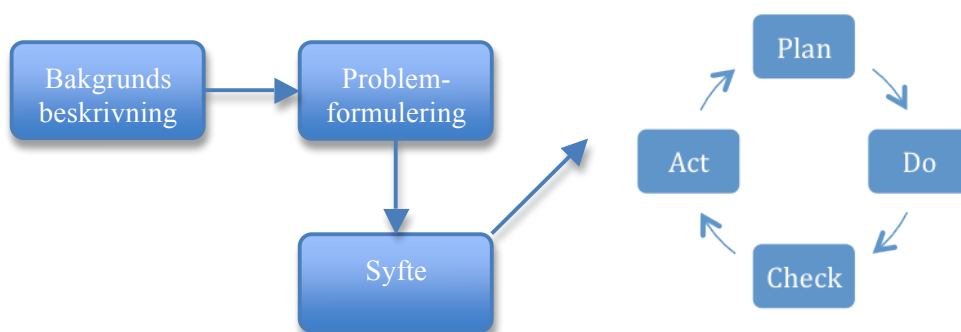 Bakgrunds
beskrivning
Problem-
formulering
Syfte
Plan
Do
Check
Act